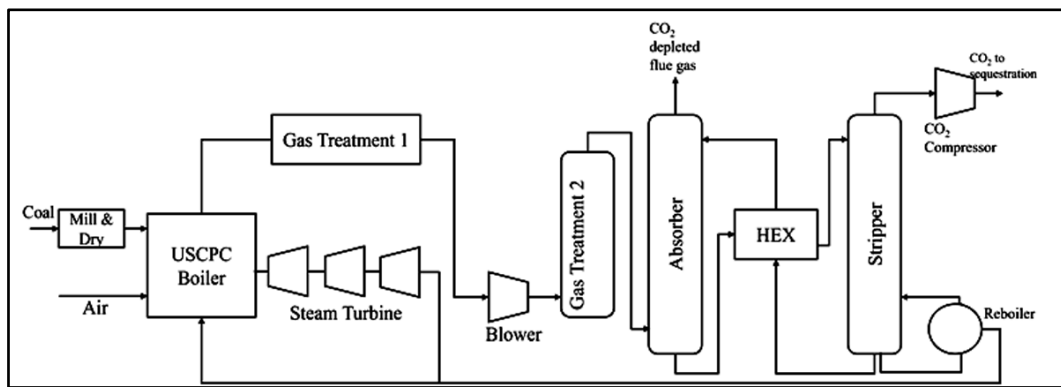 CO2
depleted
flue gas
CO2 to
sequestration
Gas Treatment 1
CO2
Compressor
Coal
Mill &
Dry
USCPC
Boiler
Steam Turbine
Air
Blower
Gas Treatment 2
Absorber
HEX
Stripper
Reboiler